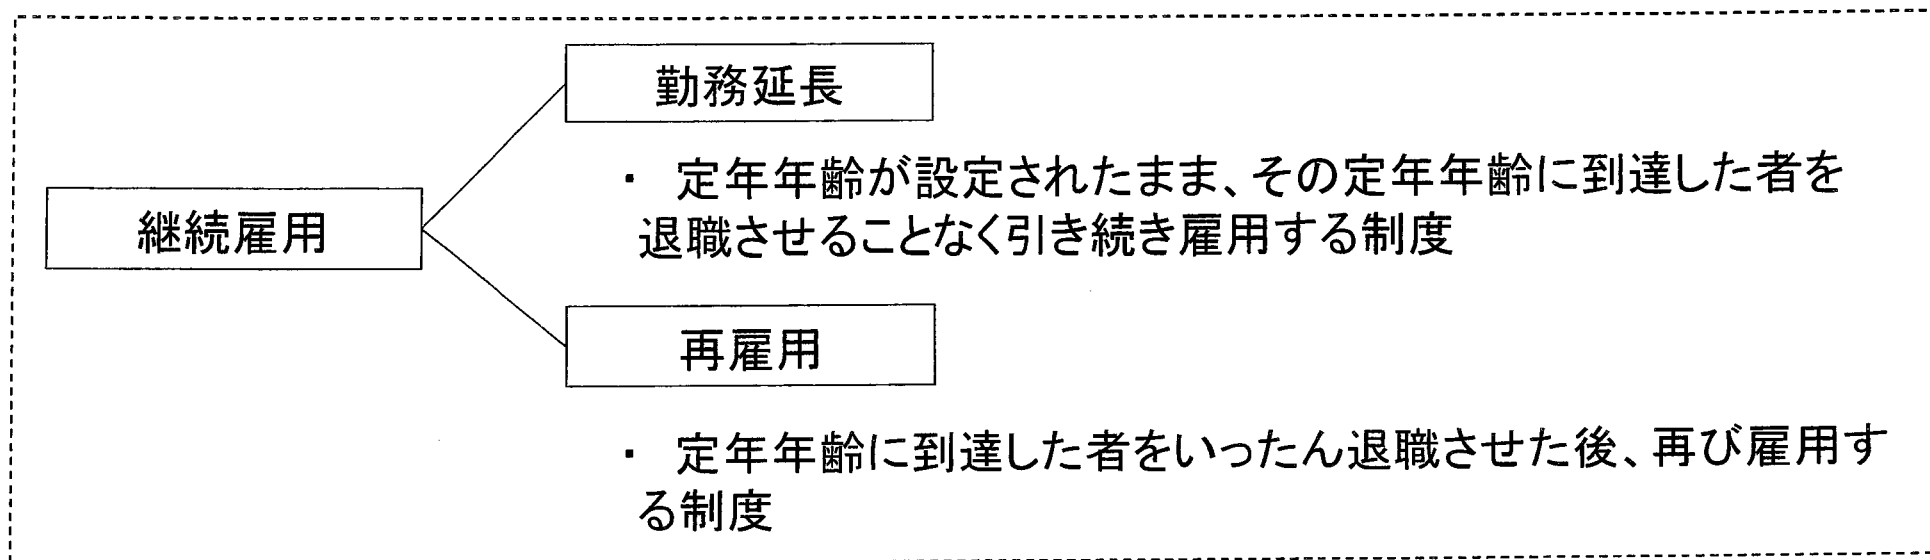 勤務延長
・ 定年年齢が設定されたまま、その定年年齢に到達した者を
退職させることなく引き続き雇用する制度
継続雇用
再雇用
・ 定年年齢に到達した者をいったん退職させた後、再び雇用す
る制度